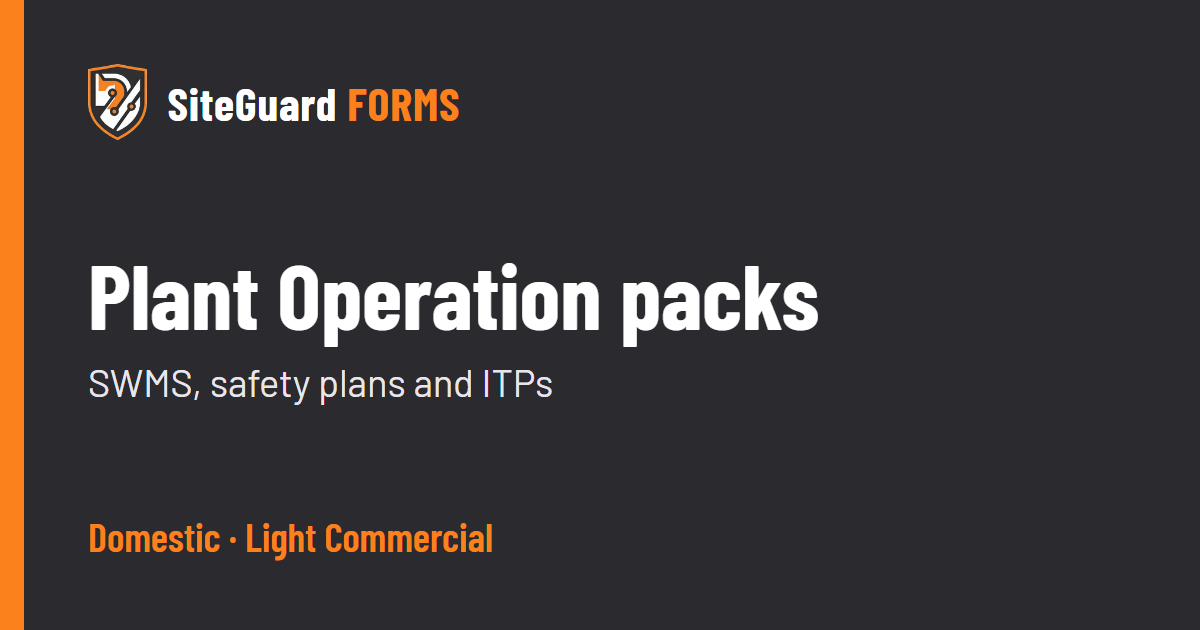 SiteGuard FORMS
Plant Operation packs
SWMS, safety plans and ITPs
Domestic · Light Commercial